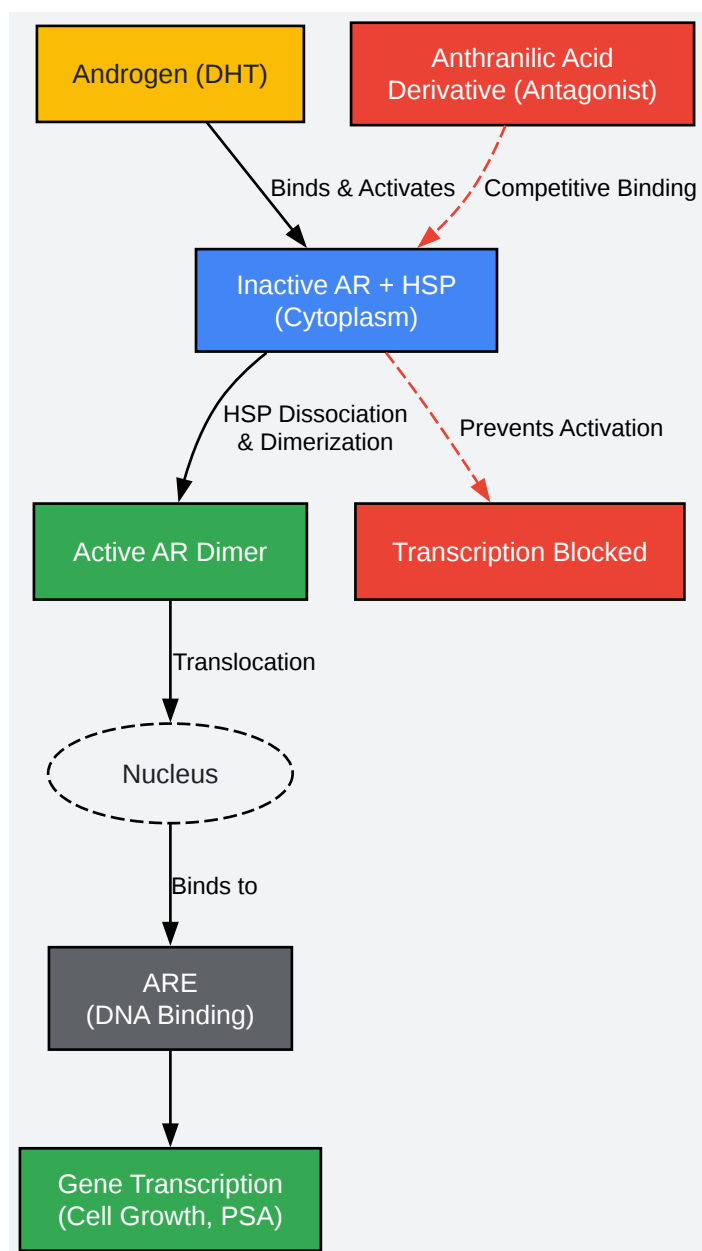 Androgen (DHT)
Anthranilic Acid
Derivative (Antagonist)
Binds & Activates
Competitive Binding
Inactive AR + HSP
(Cytoplasm)
HSP Dissociation
& Dimerization
Prevents Activation
Active AR Dimer
Transcription Blocked
Translocation
Nucleus
Binds to
ARE
(DNA Binding)
Gene Transcription
(Cell Growth, PSA)